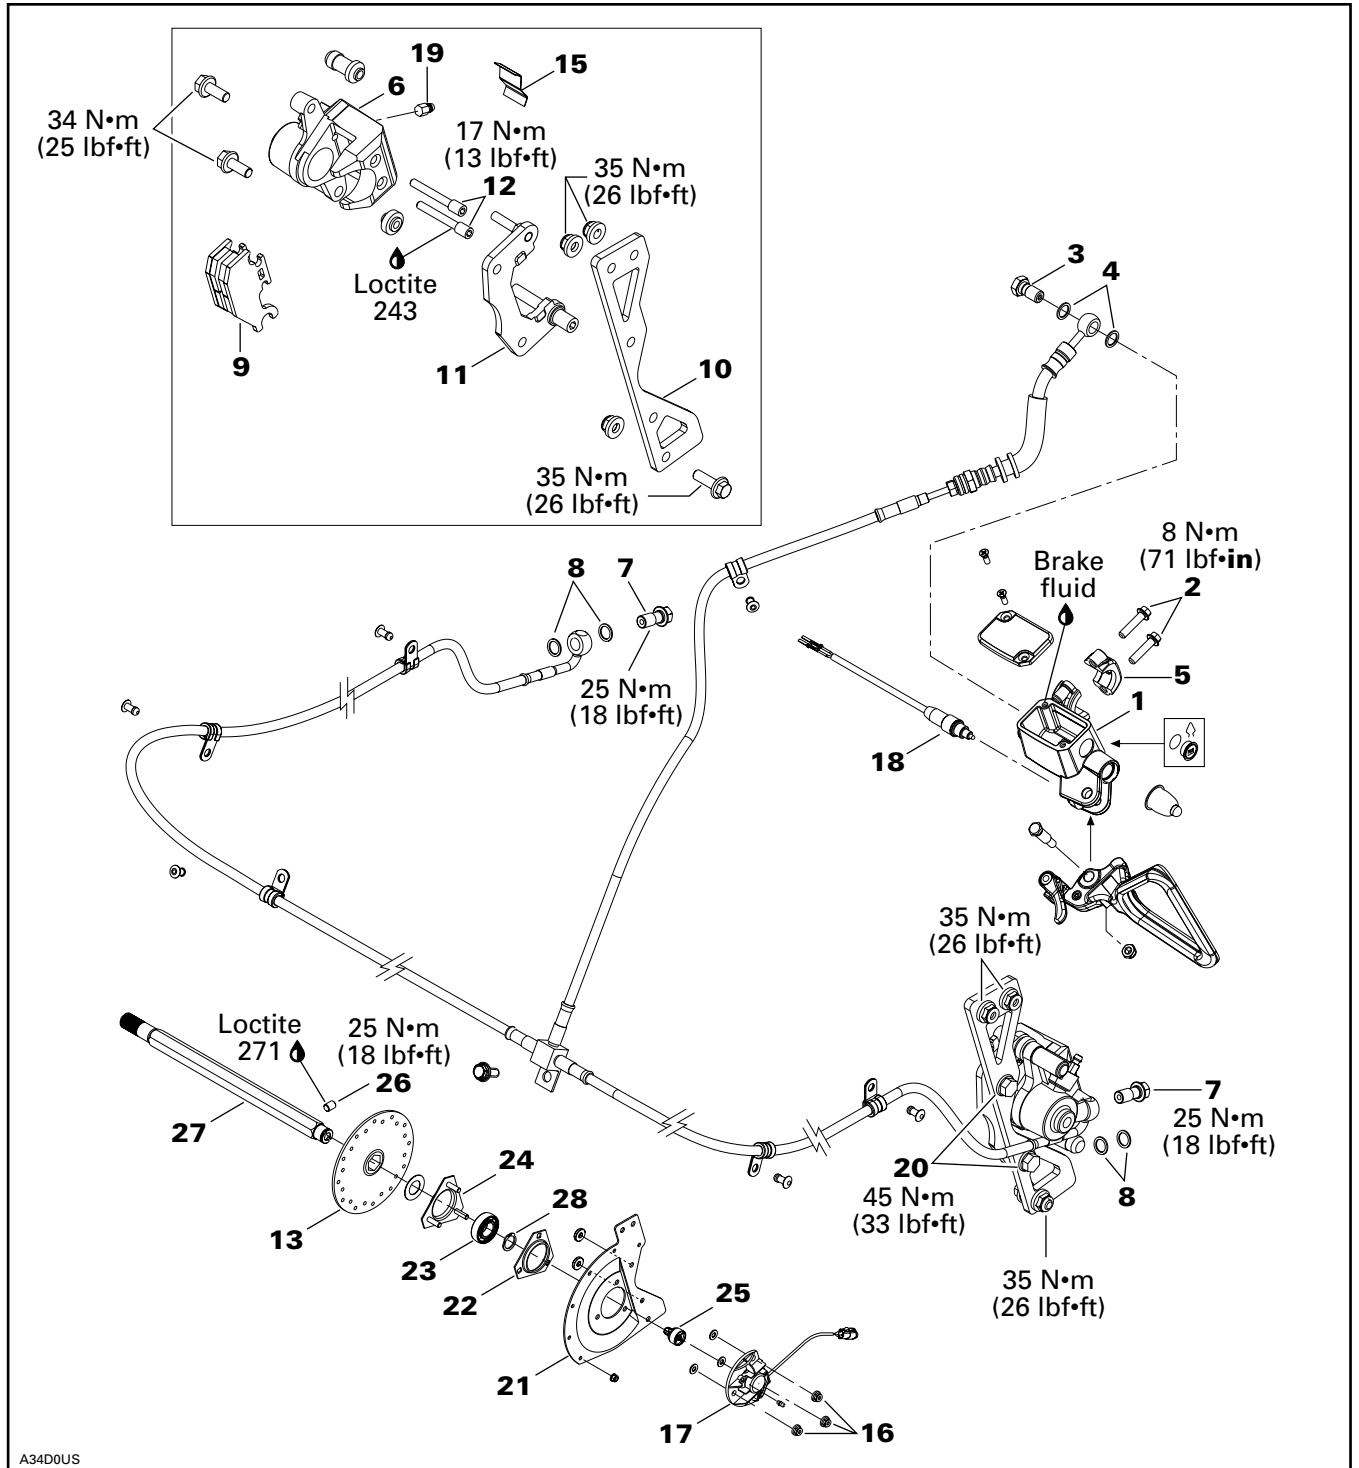 19
15
6
34 N•m
(25 lbf•ft)
17 N•m
(13 lbf•ft)
12
35 N•m
(26 lbf•ft)
Loctite
243
9
11
10
35 N•m
(26 lbf•ft)
3
4
8 N•m
(71 lbf•in)
2
Brake
fluid
5
1
8
7
25 N•m
(18 lbf•ft)
18
35 N•m
(26 lbf•ft)
Loctite
271
25 N•m
(18 lbf•ft)
26
27
7
25 N•m
(18 lbf•ft)
8
20
45 N•m
(33 lbf•ft)
35 N•m
(26 lbf•ft)
24
28
13
23
22
25
21
17
16
A34D0US